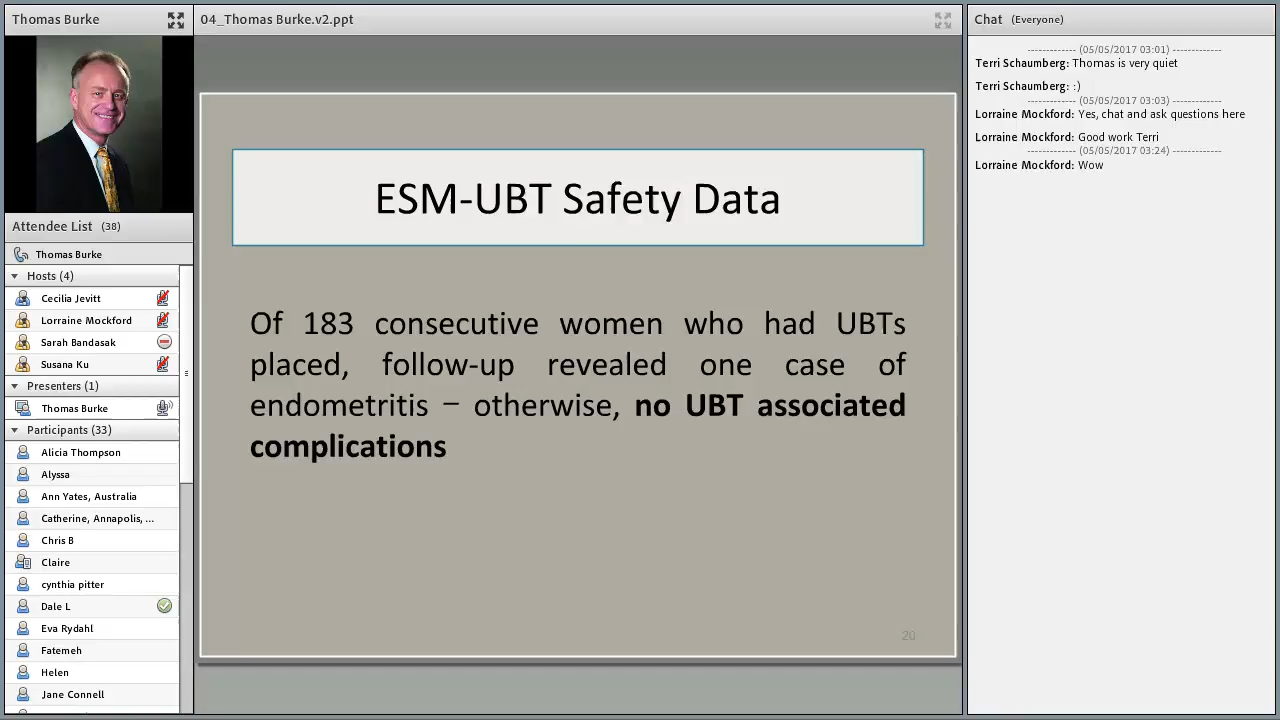 Thomas Burke
Attendee List (38)
Thomas Burke
Hosts (4)
Cecilia Jevitt
Lorraine Mockford
Sarah Bandasak
Susana Ku
Presenters (1)
Thomas Burke
Participants (33)
Alicia Thompson
Alyssa
Ann Yates, Australia
Catherine, Annapolis, ...
Chris B
Claire
cynthia pitter
Dale L
Eva Rydahl
Fatemeh
Helen
Jane Connell
04_Thomas Burke.v2.ppt
ESM-UBT Safety Data
Of 183 consecutive women who had UBTs
placed, follow-up revealed one case of
endometritis – otherwise, no UBT associated
complications
20
Chat (Everyone)
------------- (05/05/2017 03:01) -------------
Terri Schaumberg: Thomas is very quiet
Terri Schaumberg: :)
------------- (05/05/2017 03:03) -------------
Lorraine Mockford: Yes, chat and ask questions here
Lorraine Mockford: Good work Terri
------------- (05/05/2017 03:24) -------------
Lorraine Mockford: Wow